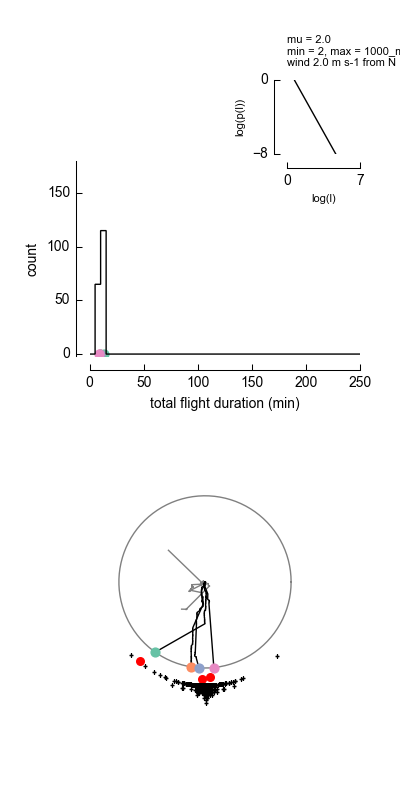 mu = 2.0
min = 2, max = 1000_m
wind 2.0 m s-1 from N
0
log(p(l))
−8
0 7
log(l)
150
100
count
50
0
0 50 100 150 200 250
total flight duration (min)